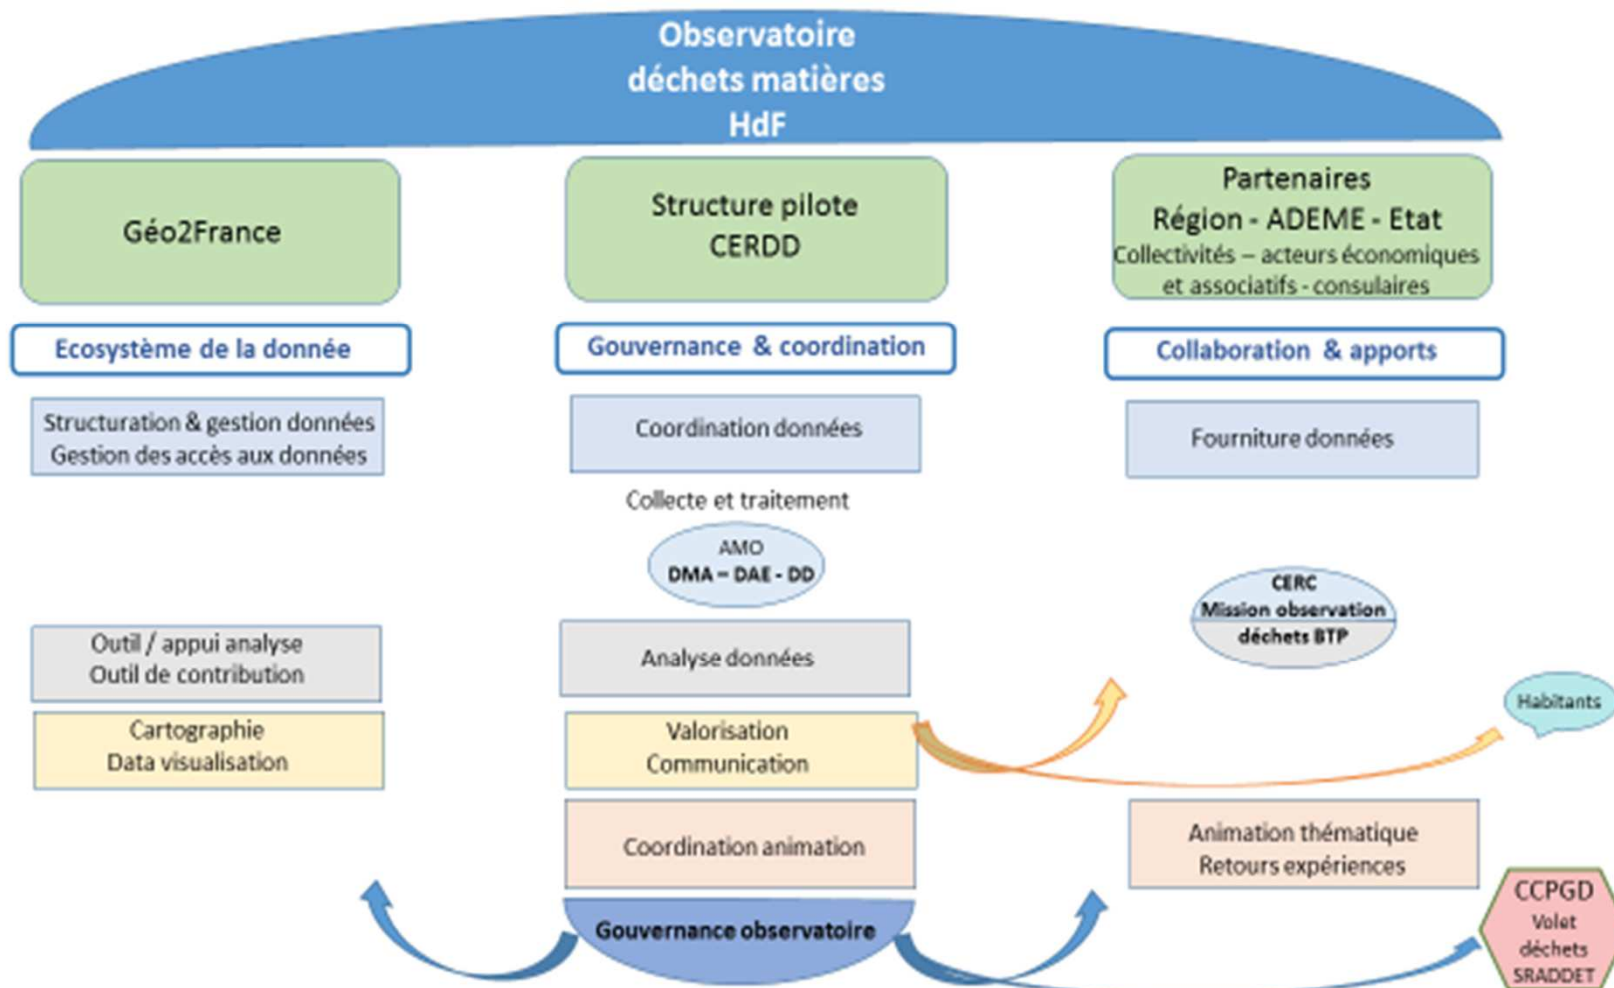 Observatoire
déchets matières
HdF
Géo2France
Structure pilote
CERDD
Partenaires
Région - ADEME - Etat
Collectivités – acteurs économiques
et associatifs - consulaires
Ecosystème de la donnée
Gouvernance & coordination
Collaboration & apports
Structuration & gestion données
Gestion des accès aux données
Coordination données
Fourniture données
Collecte et traitement
AMO
DMA – DAE - DD
CERC
Mission observation
déchets BTP
Outil / appui analyse
Outil de contribution
Analyse données
Habitants
Cartographie
Data visualisation
Valorisation
Communication
Coordination animation
Animation thématique
Retours expériences
Gouvernance observatoire
CCPGD
Volet
déchets
SRADDET